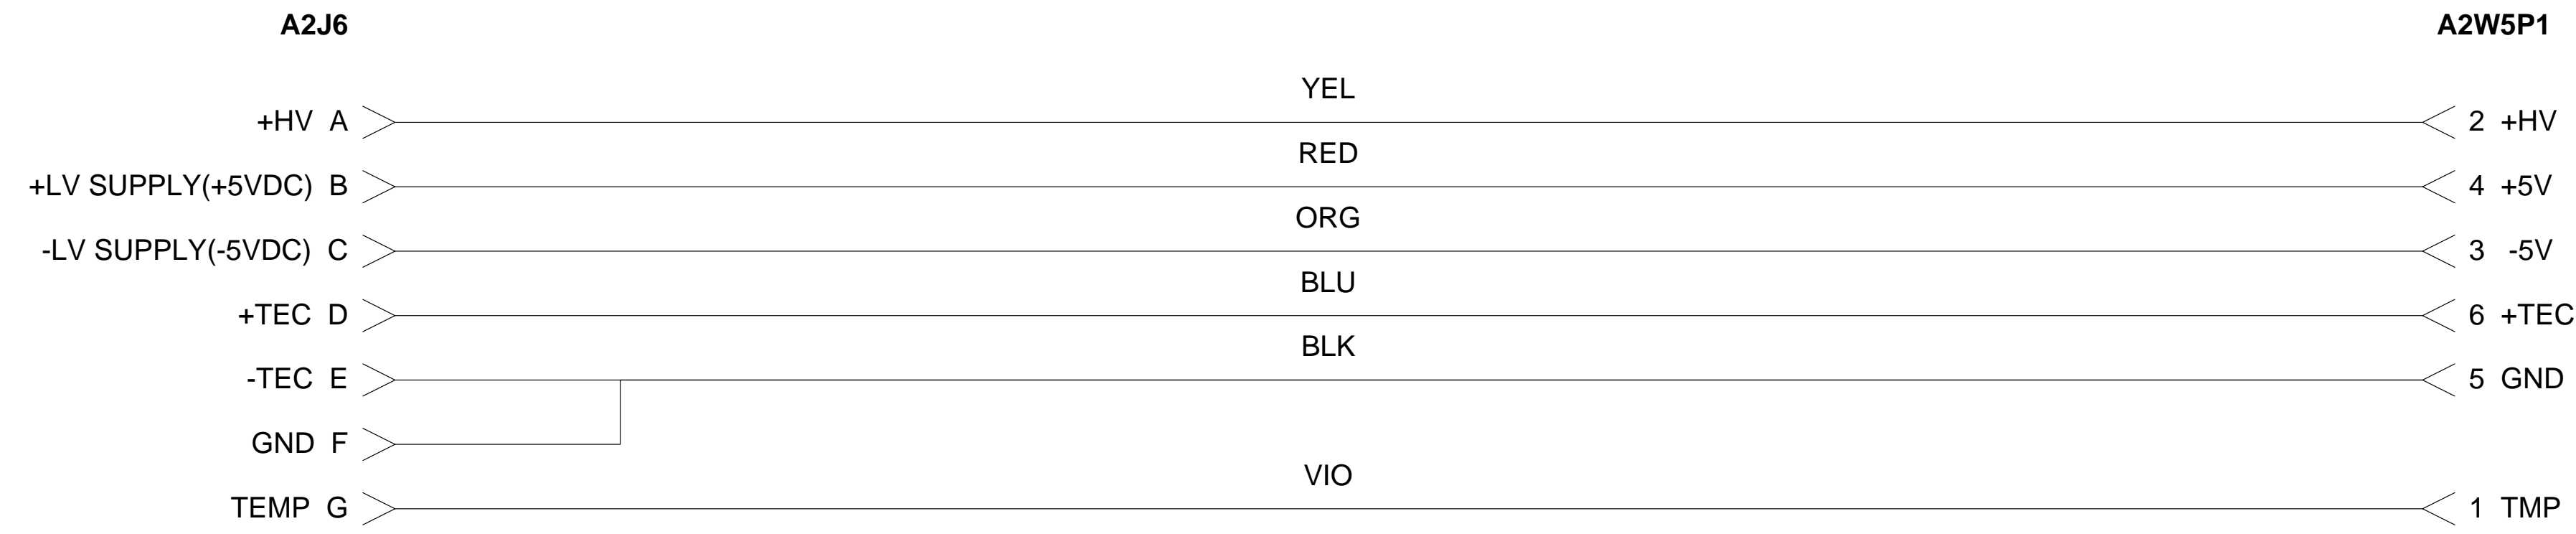 A2J6 A2W5P1
YEL
+HV A 2 +HV
RED
+LV SUPPLY(+5VDC) B 4 +5V
ORG
-LV SUPPLY(-5VDC) C 3 -5V
BLU
+TEC D 6 +TEC
BLK
-TEC E 5 GND
GND F
VIO
TEMP G 1 TMP